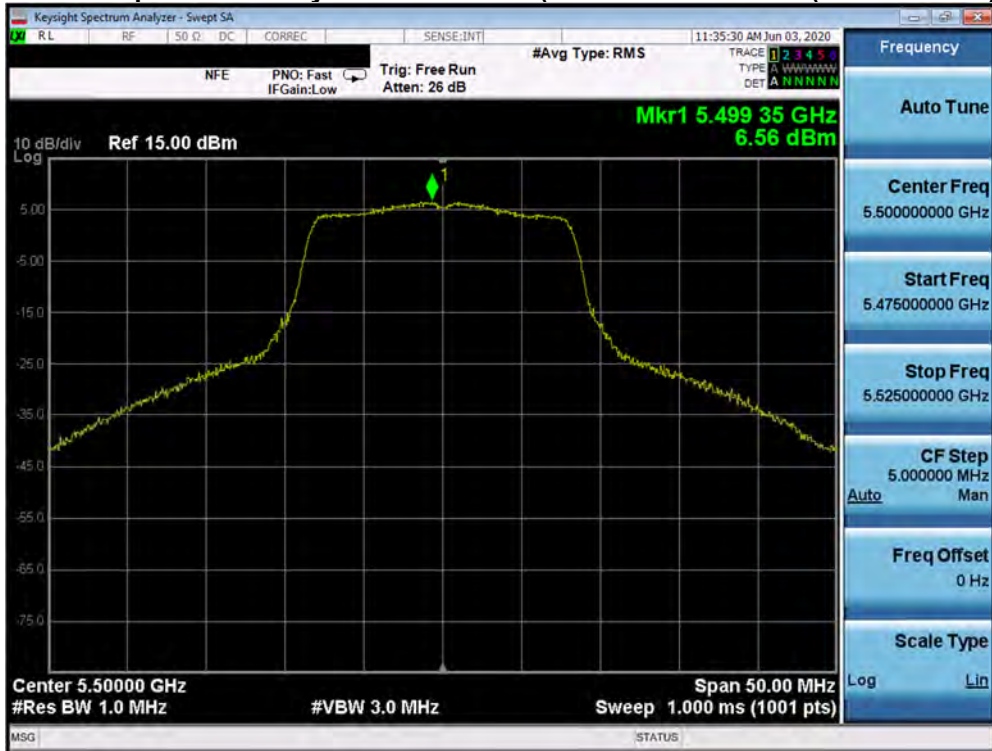 Keysight Spectrum Analyzer - Swept SA
LXI RL RF 50 Ω DC CORREC SENSE:INT 11:35:30 AM Jun 03, 2020
#Avg Type: RMS
NFE PNO: Fast Trig: Free Run
IFGain:Low Atten: 26 dB
TRACE 1 2 3 4 5 6
TYPE A WWWWW
DET A N N N N N
Mkr1 5.499 35 GHz
6.56 dBm
10 dB/div Ref 15.00 dBm
Log
1
5.00
-5.00
-15.0
-25.0
-35.0
-45.0
-55.0
-65.0
-75.0
Center 5.50000 GHz Span 50.00 MHz
#Res BW 1.0 MHz #VBW 3.0 MHz Sweep 1.000 ms (1001 pts)
MSG STATUS
Frequency
Auto Tune
Center Freq
5.500000000 GHz
Start Freq
5.475000000 GHz
Stop Freq
5.525000000 GHz
CF Step
5.000000 MHz
Auto Man
Freq Offset
0 Hz
Scale Type
Log Lin